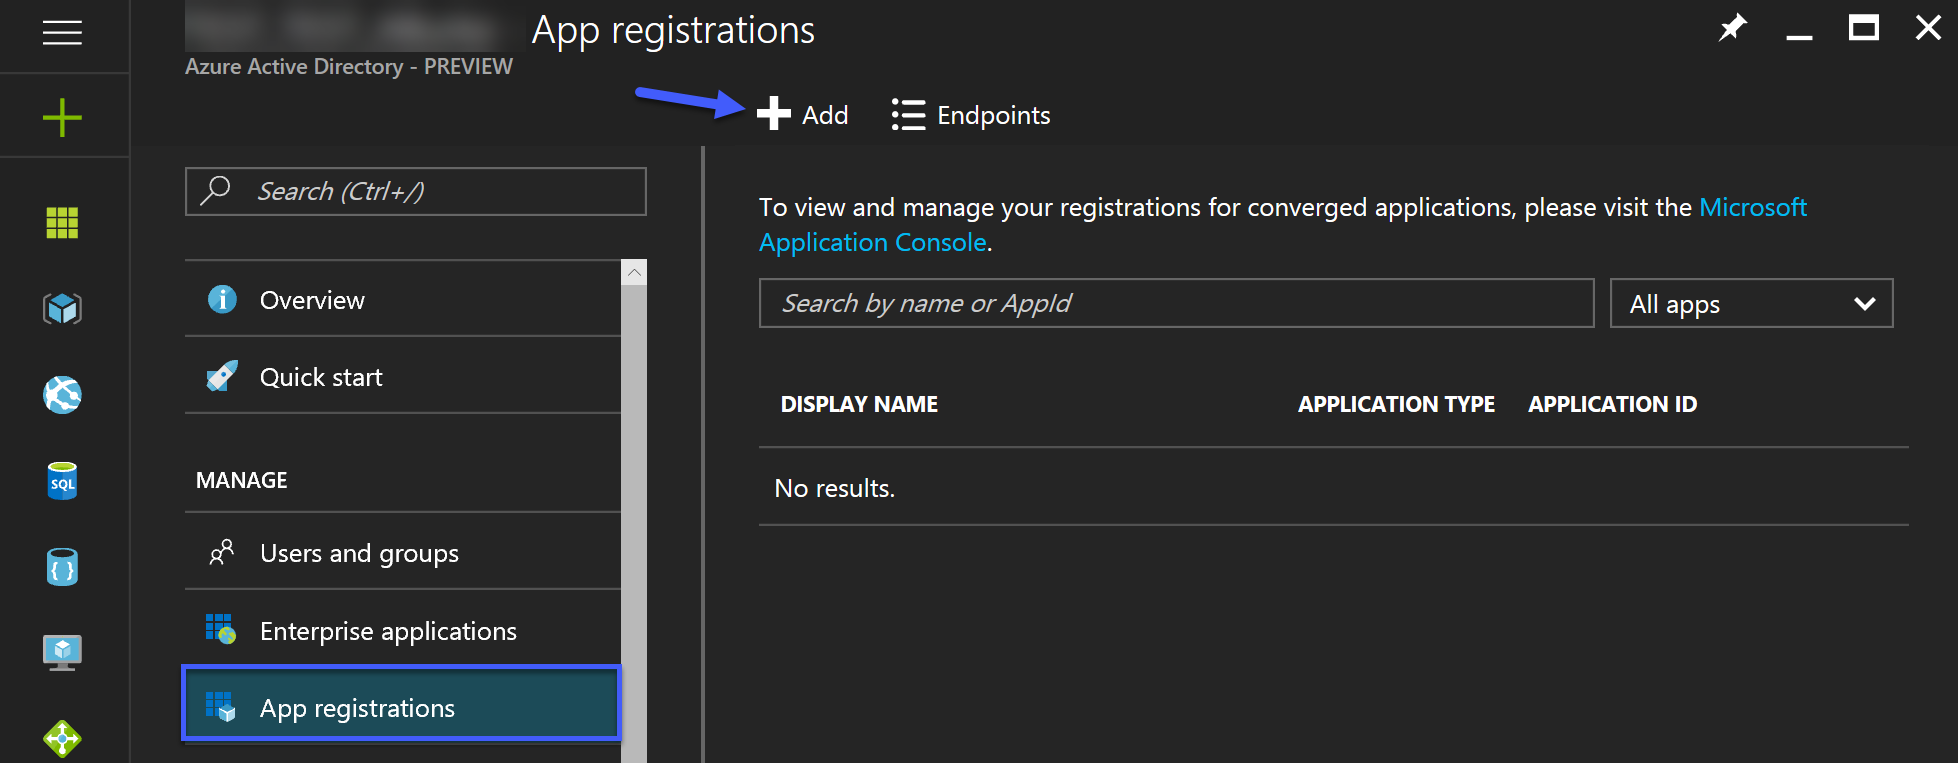 App registrations
Azure Active Directory - PREVIEW
Add
Endpoints
Search (Ctrl+/)
Overview
Quick start
MANAGE
Users and groups
Enterprise applications
App registrations
To view and manage your registrations for converged applications, please visit the Microsoft
Application Console.
Search by name or AppId
All apps
DISPLAY NAME APPLICATION TYPE APPLICATION ID
No results.
SQL
{ }